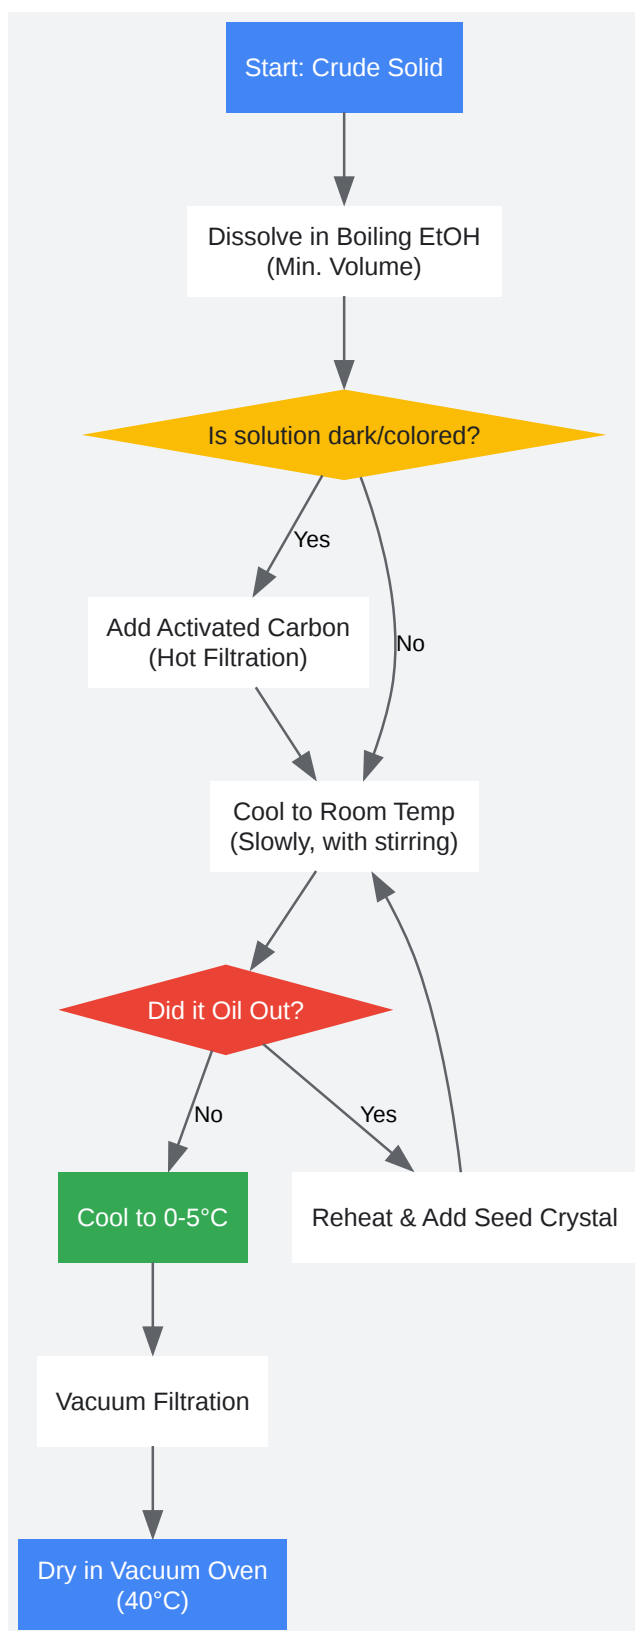 Start: Crude Solid
Dissolve in Boiling EtOH
(Min. Volume)
Is solution dark/colored?
Yes
Add Activated Carbon
(Hot Filtration)
No
Cool to Room Temp
(Slowly, with stirring)
Did it Oil Out?
No
Yes
Cool to 0-5°C
Reheat & Add Seed Crystal
Vacuum Filtration
Dry in Vacuum Oven
(40°C)